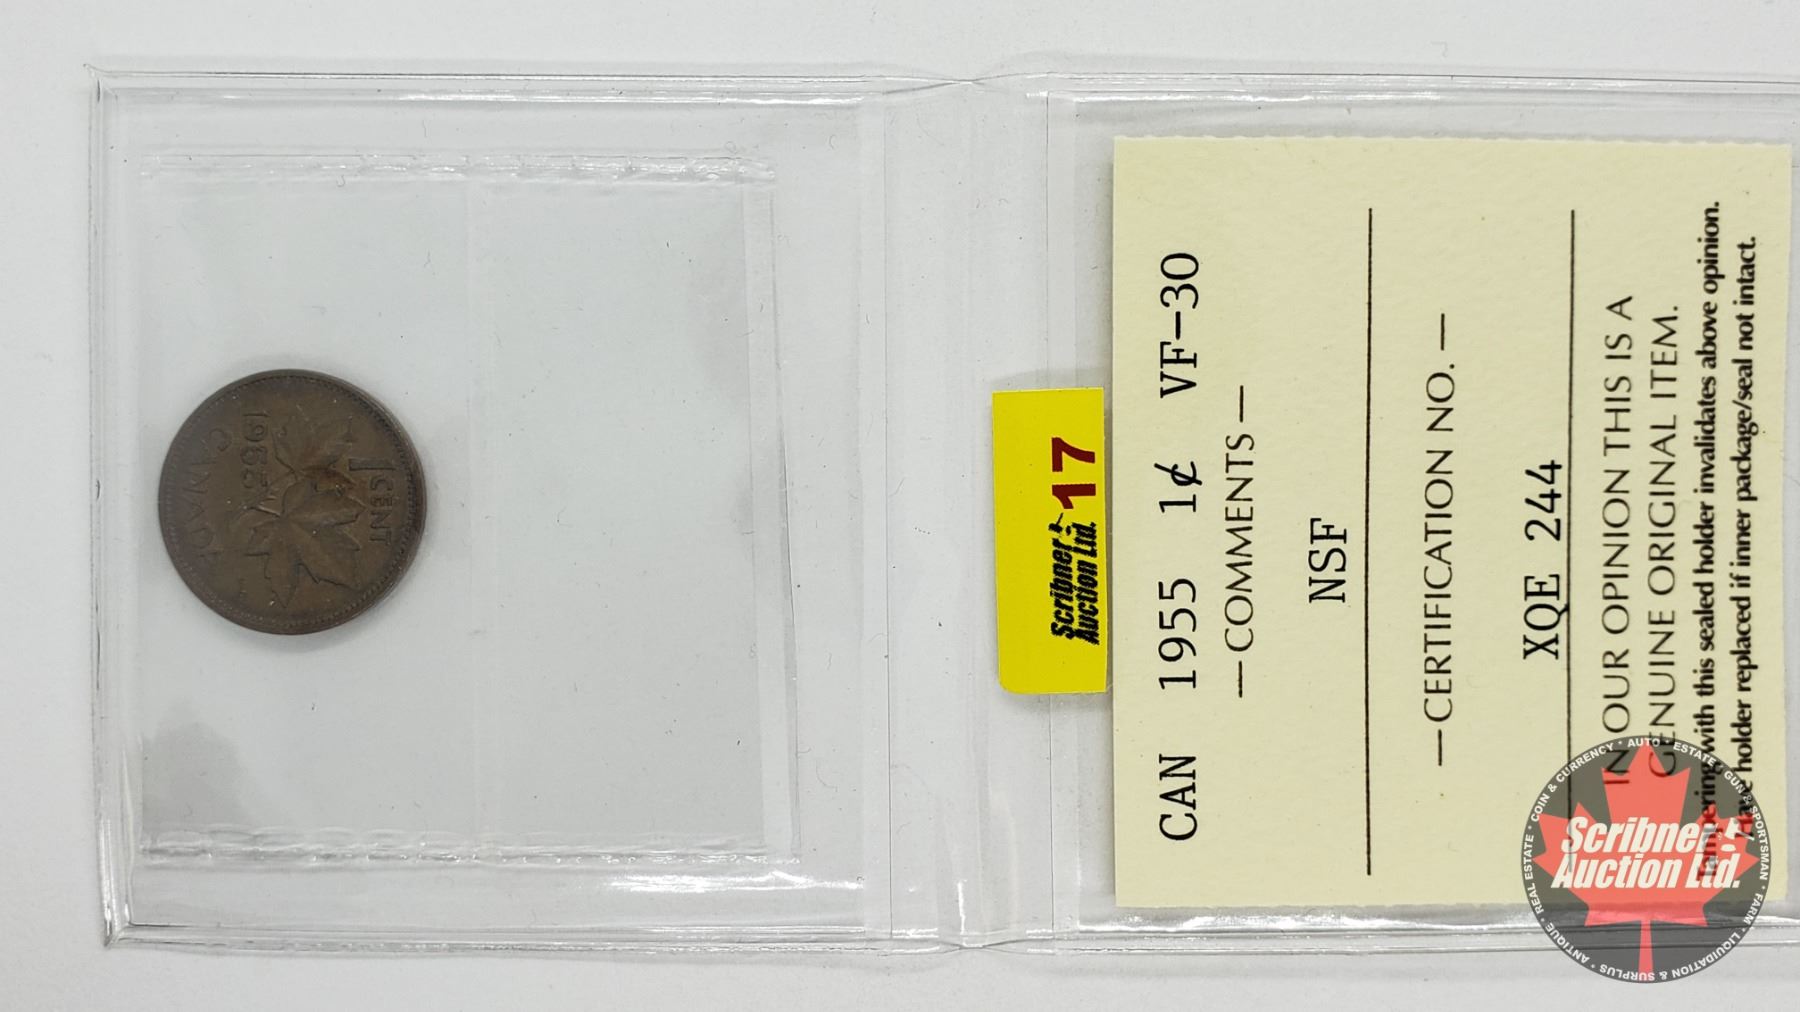 1 CENT
1955
CANADA
Scribner Auction Ltd. 17
CAN 1955 1¢ VF-30
—COMMENTS—
NSF
—CERTIFICATION NO.—
XQE 244
IN OUR OPINION THIS IS A
GENUINE ORIGINAL ITEM.
Tampering with this sealed holder invalidates above opinion.
holder replaced if inner package/seal not intact.
Scribner
Auction Ltd.
ANTIQUE • REAL ESTATE • COIN & CURRENCY • AUTO • ESTATE • GUN & SPORTSMAN • FARM • LIQUIDATION & SURPLUS •